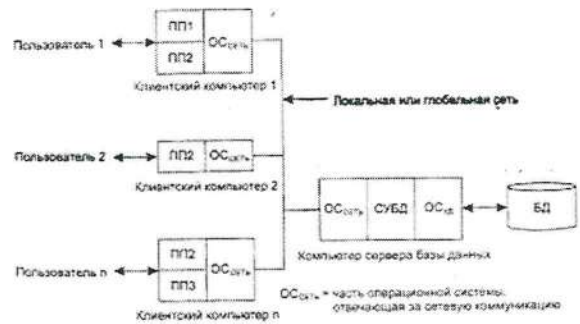 Пользователь 1
ПП1
ПП2
ОСсеть
Клиентский компьютер 1
Локальная или глобальная сеть
Пользователь 2
ПП2
ОСсеть
Клиентский компьютер 2
ОСсеть
СУБД
ОСхд
БД
Компьютер сервера базы данных
Пользователь n
ПП2
ПП3
ОСсеть
Клиентский компьютер n
ОСсеть = часть операционной системы,
отвечающая за сетевую коммуникацию